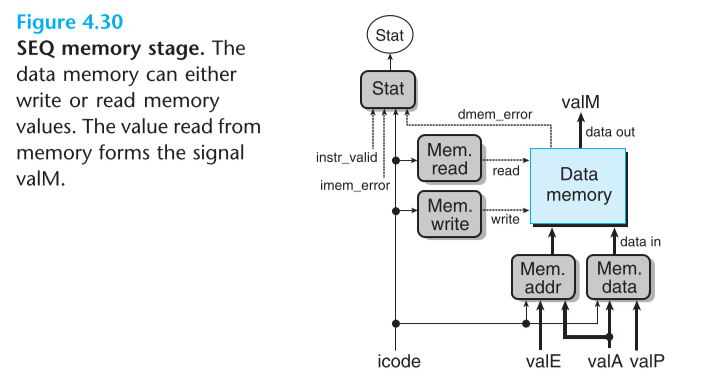 Figure 4.30
SEQ memory stage. The
data memory can either
write or read memory
values. The value read from
memory forms the signal
valM.
Stat
Stat
valM
dmem_error
data out
instr_valid
imem_error
Mem.
read
read
Data
memory
Mem.
write
write
data in
Mem.
addr
Mem.
data
icode
valE
valA
valP